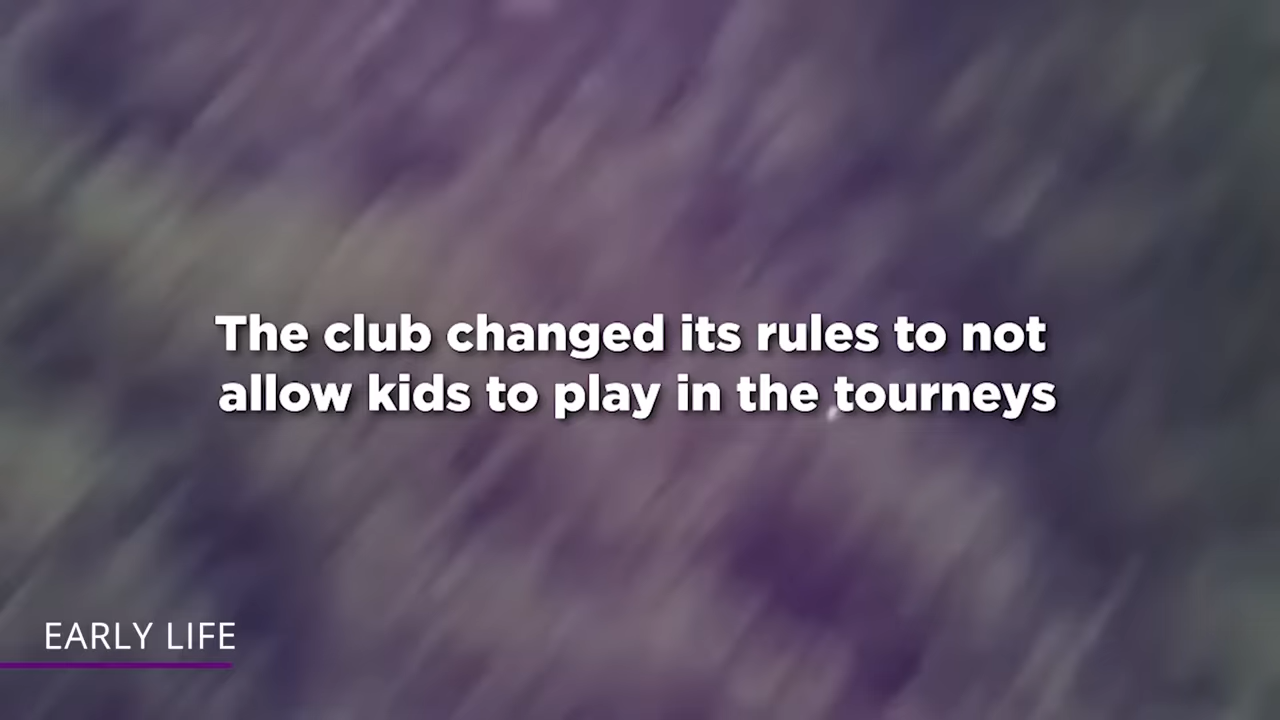 The club changed its rules to not
allow kids to play in the tourneys
EARLY LIFE